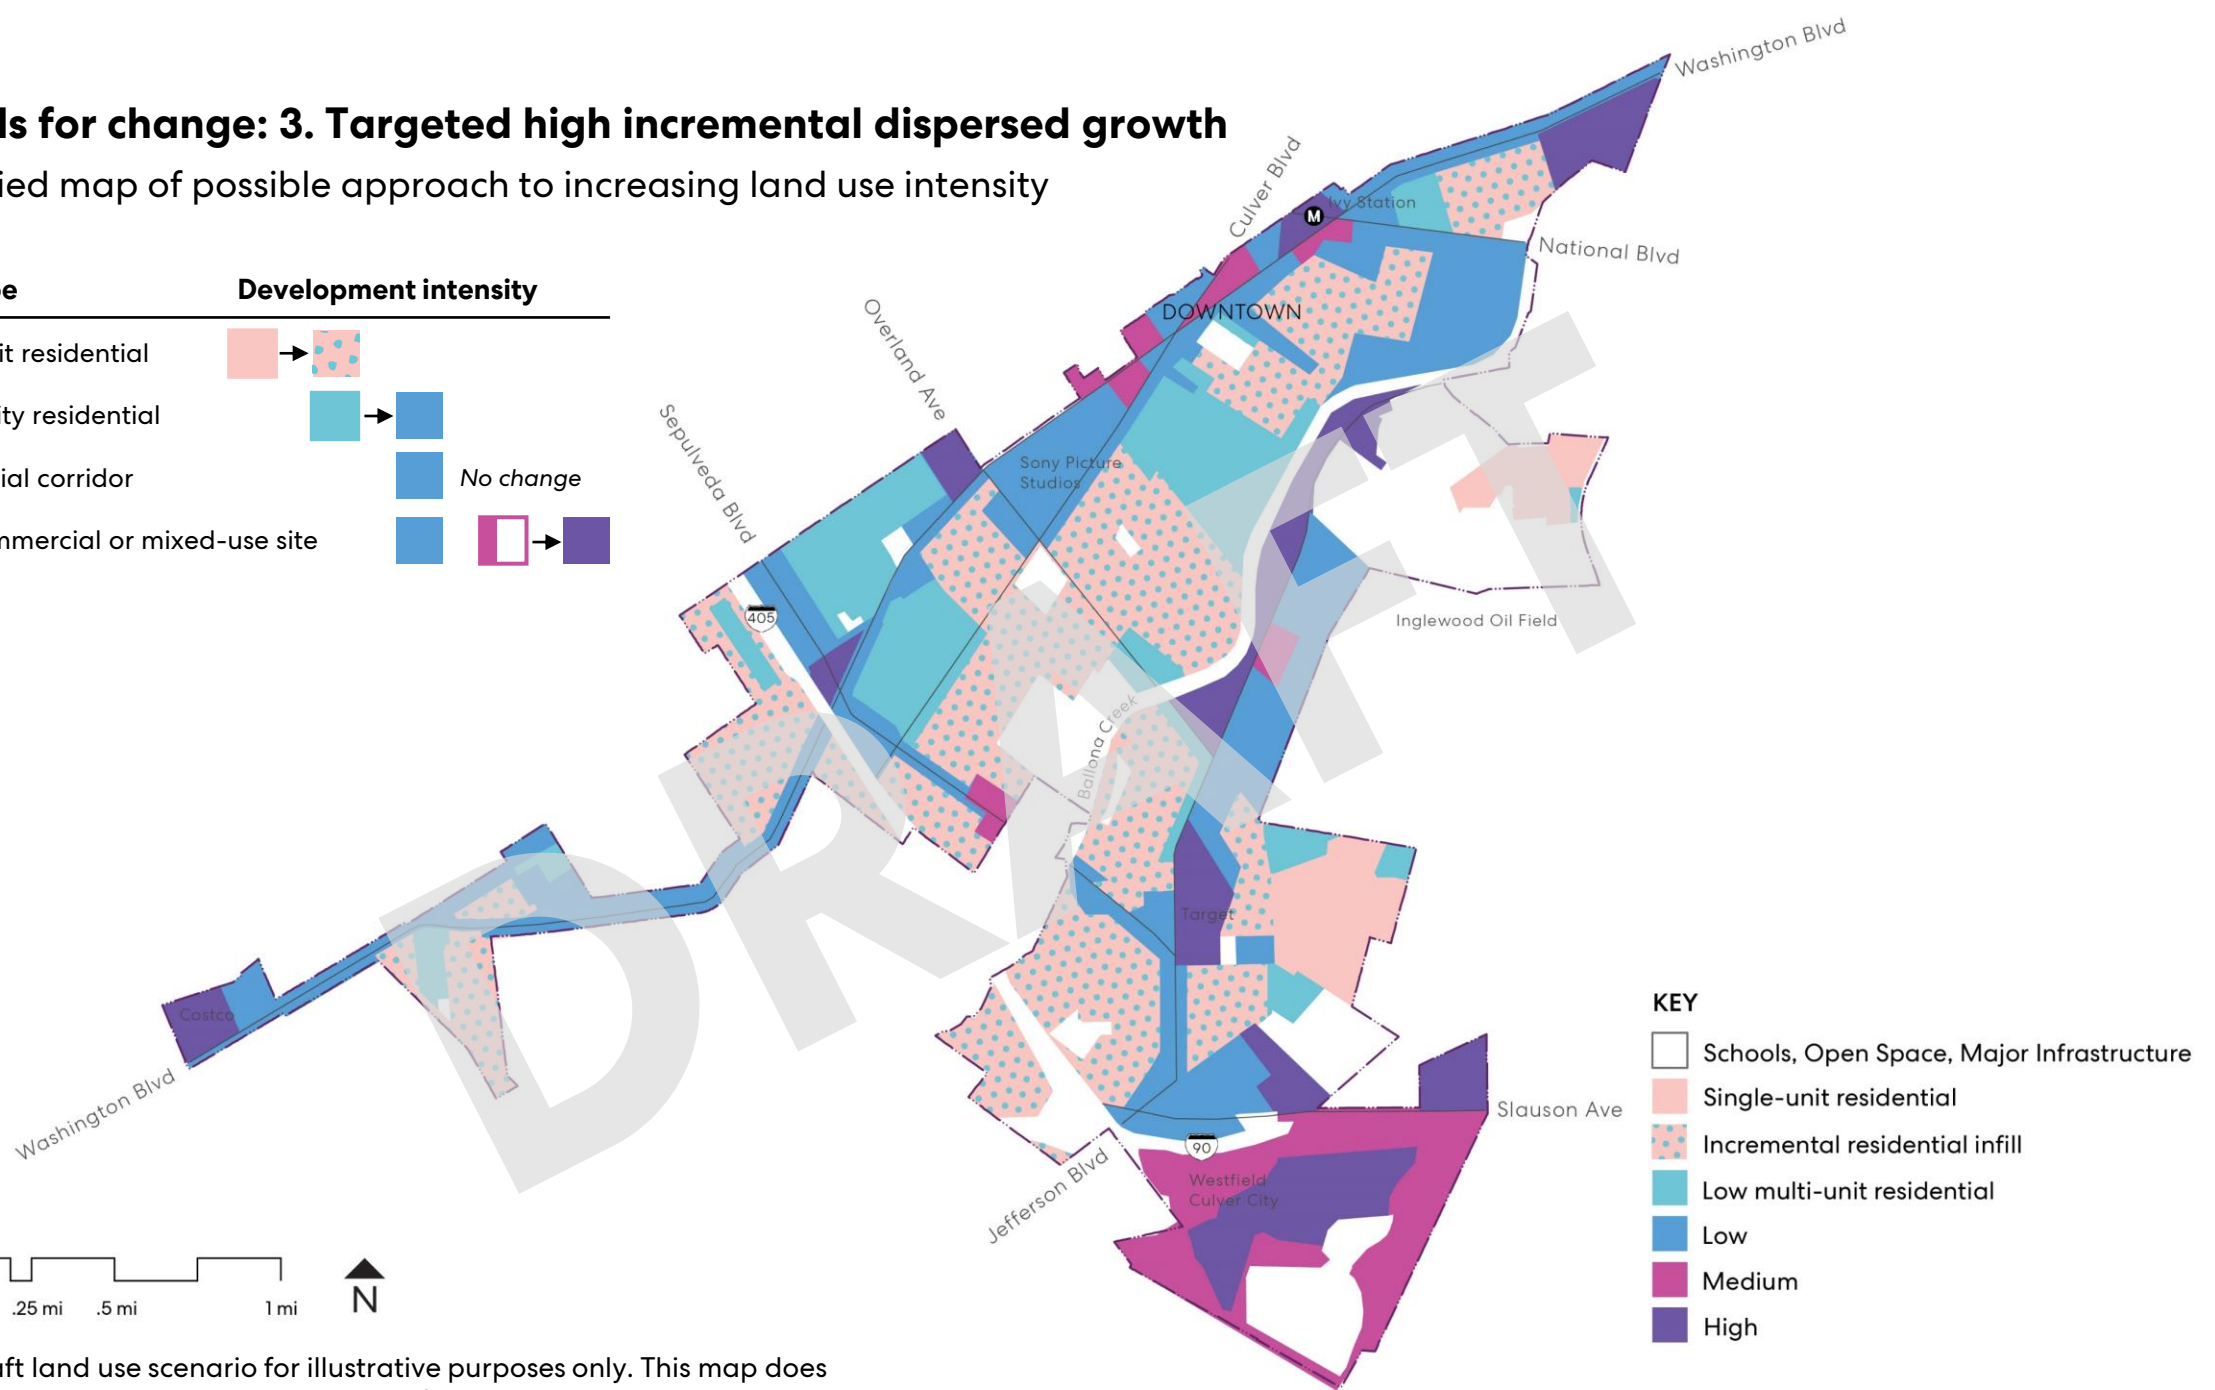 ls for change: 3. Targeted high incremental dispersed growth
ied map of possible approach to increasing land use intensity
Development intensity
it residential
ity residential
ial corridor
No change
mmercial or mixed-use site
Washington Blvd
Culver Blvd
Ivy Station
M
National Blvd
DOWNTOWN
Overland Ave
Sepulveda Blvd
Sony Picture
Studios
405
Inglewood Oil Field
Ballona Creek
Target
Costco
Washington Blvd
Slauson Ave
90
Jefferson Blvd
Westfield
Culver City
DRAFT
KEY
Schools, Open Space, Major Infrastructure
Single-unit residential
Incremental residential infill
Low multi-unit residential
Low
Medium
High
.25 mi .5 mi 1 mi
N
aft land use scenario for illustrative purposes only. This map does